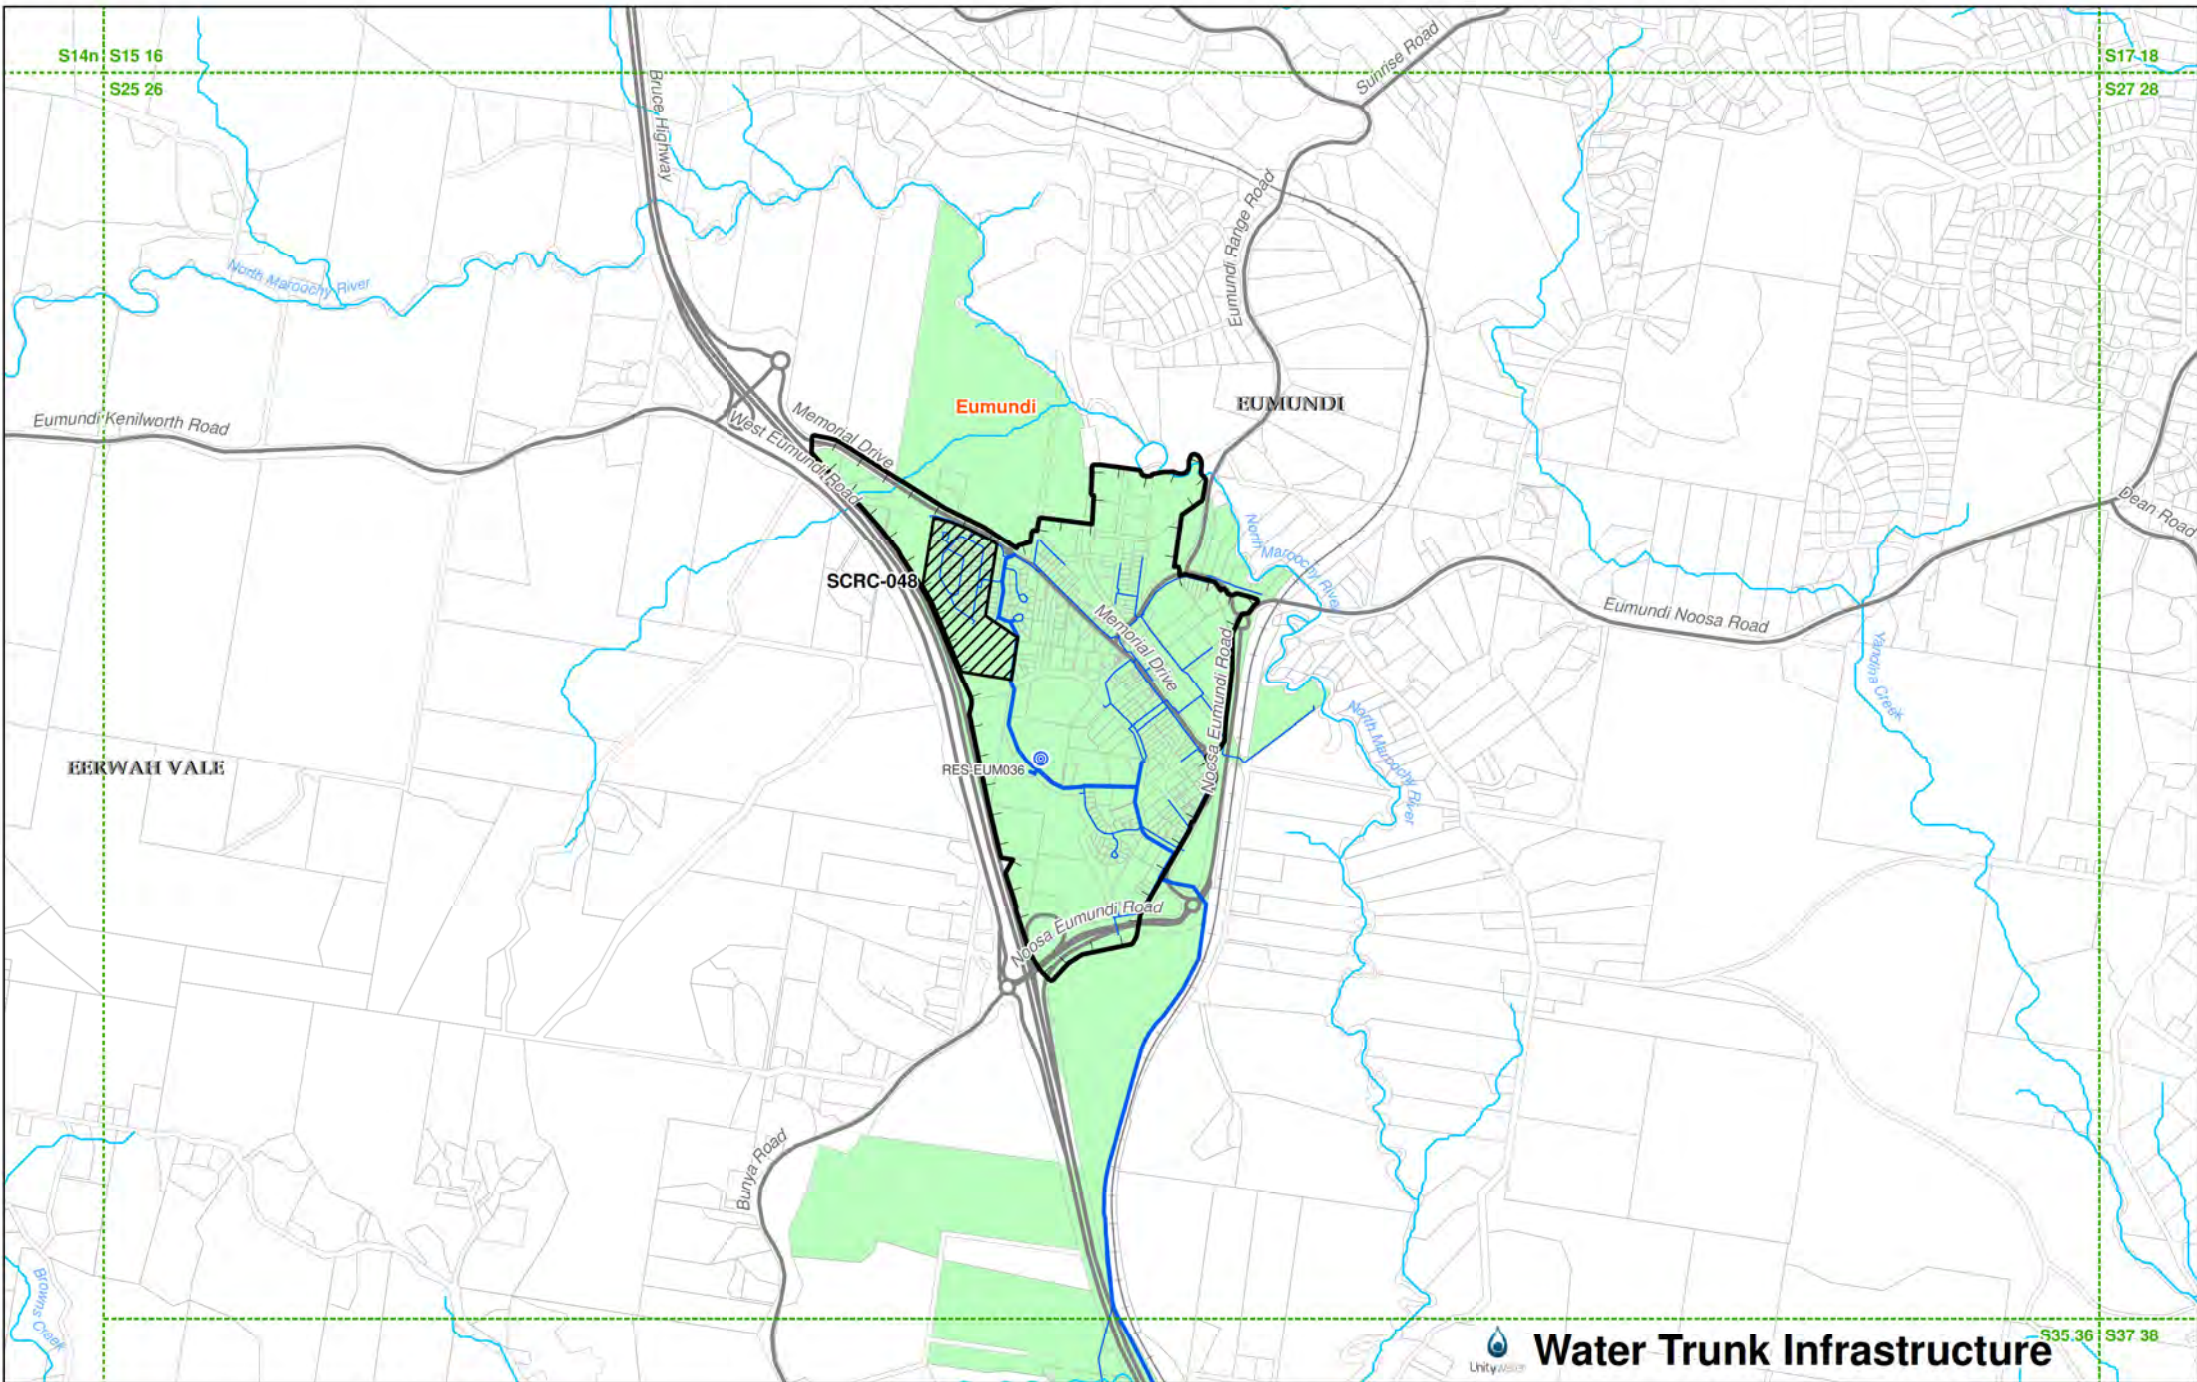 S14n S15 16
S17 18
S25 26
S27 28
Bruce Highway
Sunrise Road
Eumundi Range Road
North Maroochy River
Eumundi
EUMUNDI
Eumundi Kenilworth Road
Memorial Drive
West Eumundi Road
Dean Road
North Maroochy River
SCRC-048
Eumundi Noosa Road
Memorial Drive
Noosa Eumundi Road
Yandina Creek
North Maroochy River
EERWAH VALE
RES-EUM036
Noosa Eumundi Road
Bunya Road
Browns Creek
Unitywater
Water Trunk Infrastructure
S35 36 S37 38